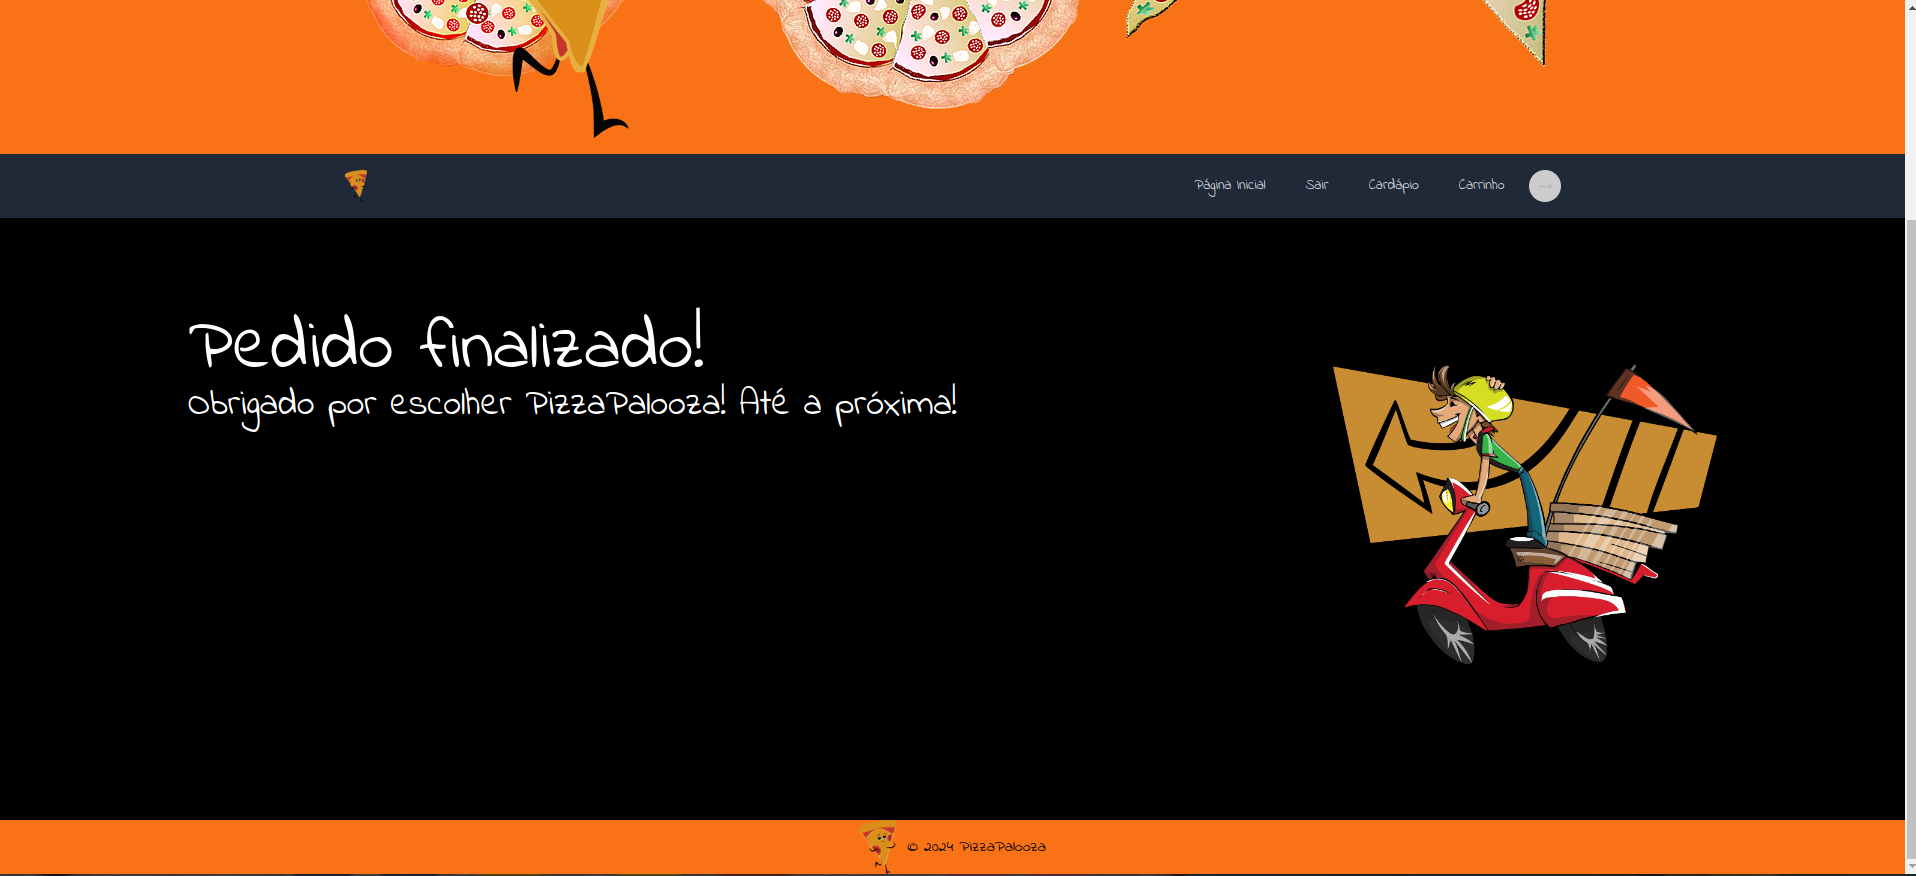 Página Inicial
Sair
Cardápio
Carrinho
Pedido finalizado!
Obrigado por escolher PizzaPalooza! Até a próxima!
© 2024 PizzaPalooza